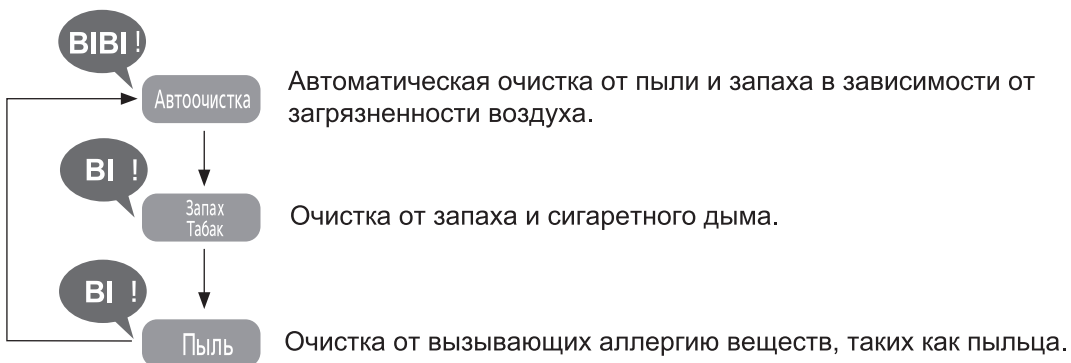 BIBI !
Автоочистка
Автоматическая очистка от пыли и запаха в зависимости от
загрязненности воздуха.
BI !
Запах
Табак
Очистка от запаха и сигаретного дыма.
BI !
Пыль
Очистка от вызывающих аллергию веществ, таких как пыльца.